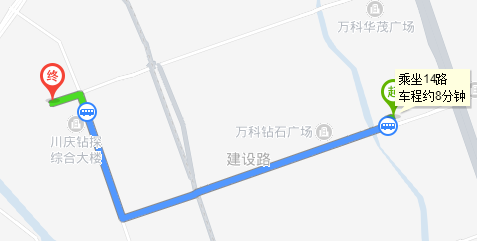 万科华茂广场
终
乘坐14路
车程约8分钟
起
万科钻石广场
川庆钻探
综合大楼
建设路